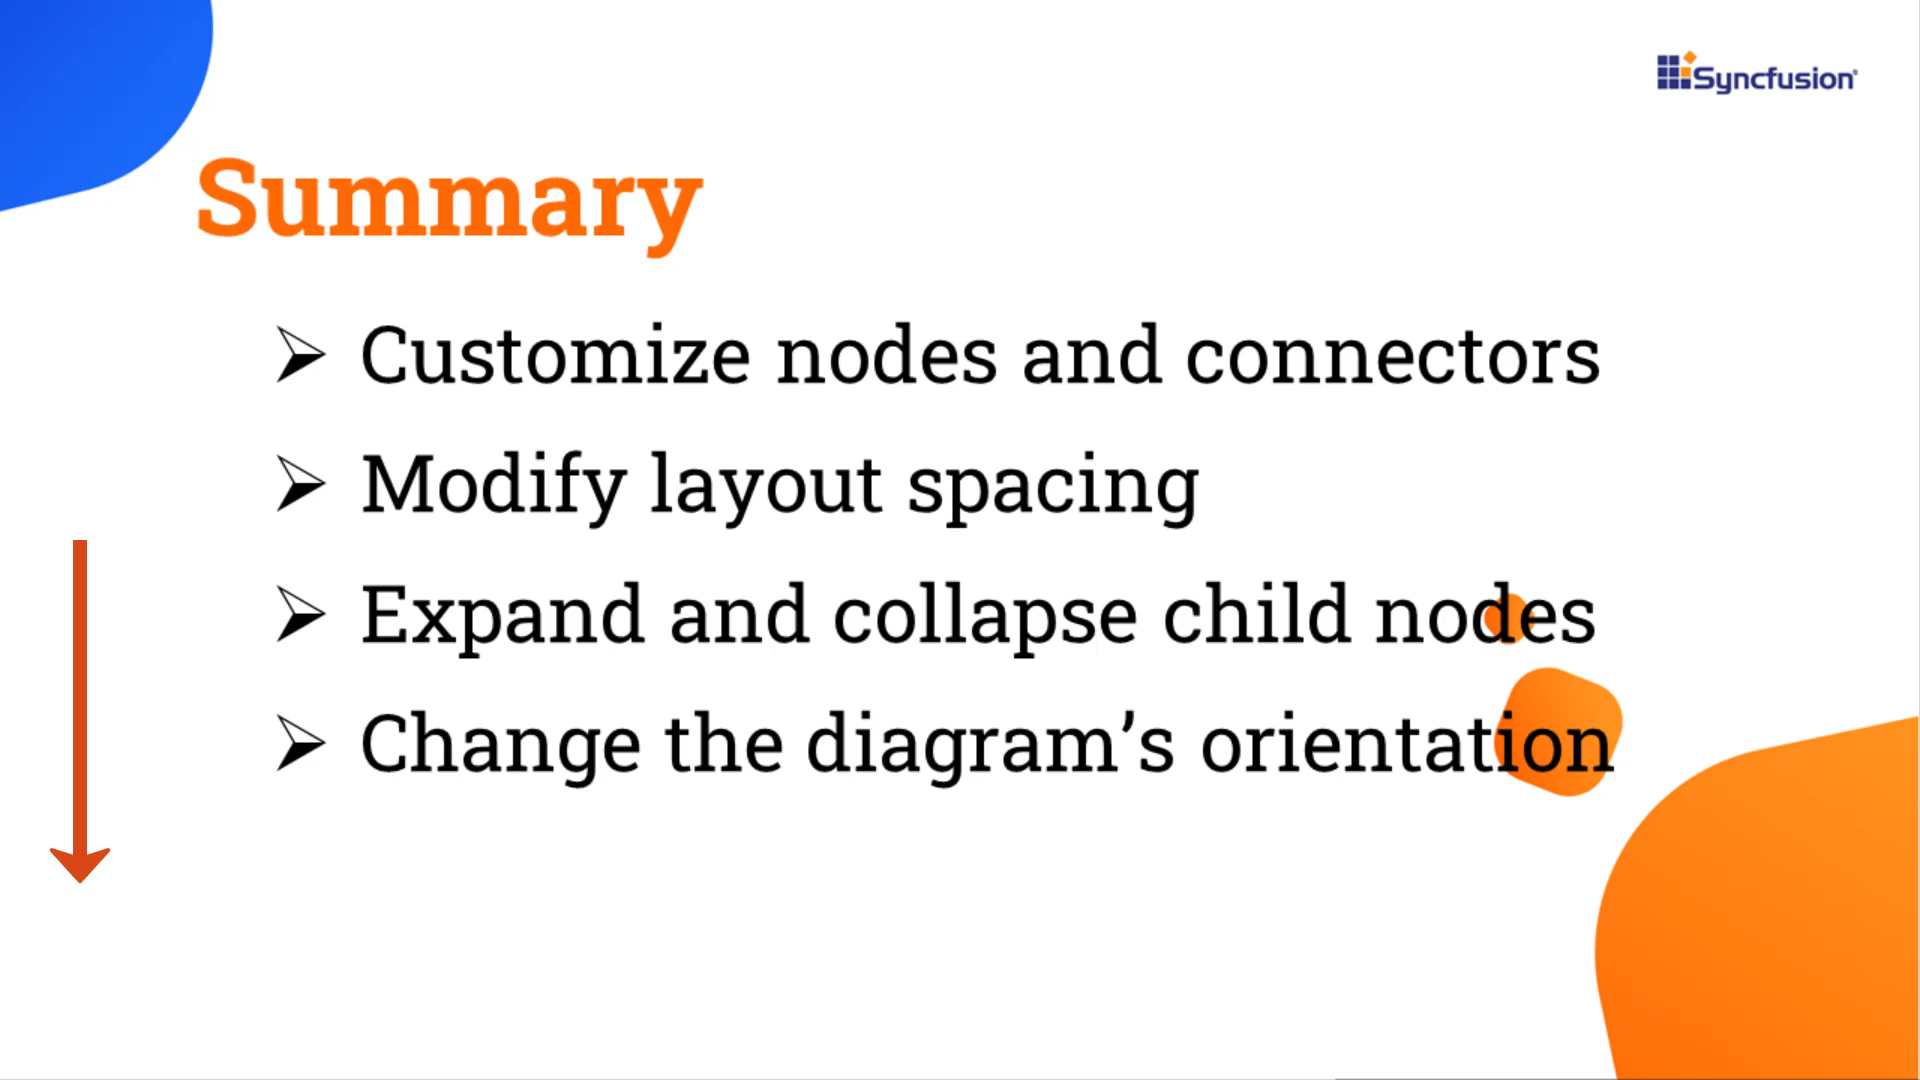 Syncfusion®
Summary
➢ Customize nodes and connectors
➢ Modify layout spacing
➢ Expand and collapse child nodes
➢ Change the diagram’s orientation